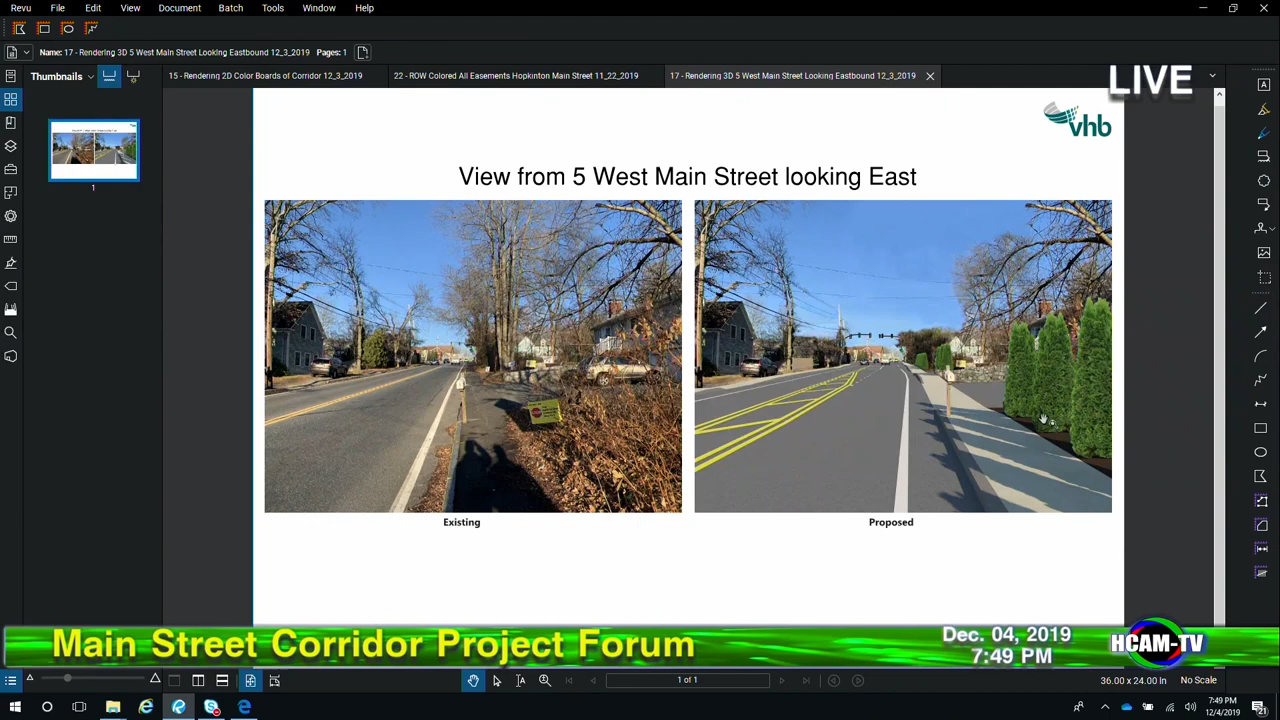 Revu File Edit View Document Batch Tools Window Help
Name: 17 - Rendering 3D 5 West Main Street Looking Eastbound 12_3_2019 Pages: 1
Thumbnails
15 - Rendering 2D Color Boards of Corridor 12_3_2019
22 - ROW Colored All Easements Hopkinton Main Street 11_22_2019
17 - Rendering 3D 5 West Main Street Looking Eastbound 12_3_2019
LIVE
vhb
1
View from 5 West Main Street looking East
Existing
Proposed
Main Street Corridor Project Forum
Dec. 04, 2019
7:49 PM
HCAM-TV
1 of 1
36.00 x 24.00 In
No Scale
7:49 PM
12/4/2019
21